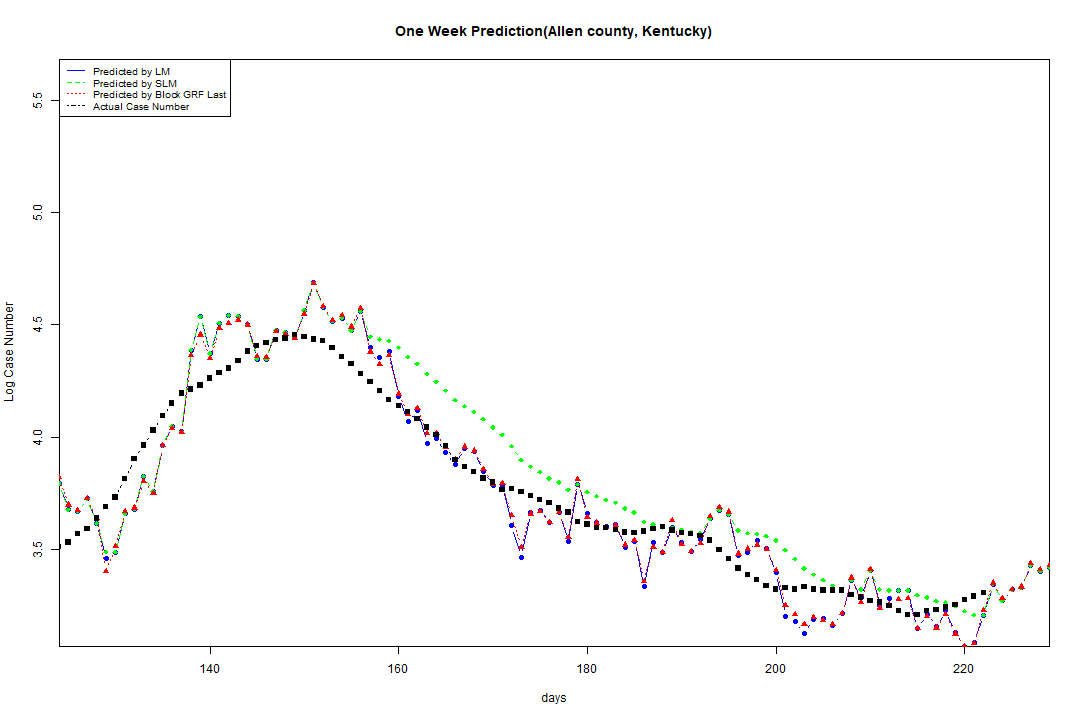 One Week Prediction(Allen county, Kentucky)
Predicted by LM
Predicted by SLM
Predicted by Block GRF Last
Actual Case Number
5.5
5.0
4.5
4.0
3.5
Log Case Number
140 160 180 200 220
days